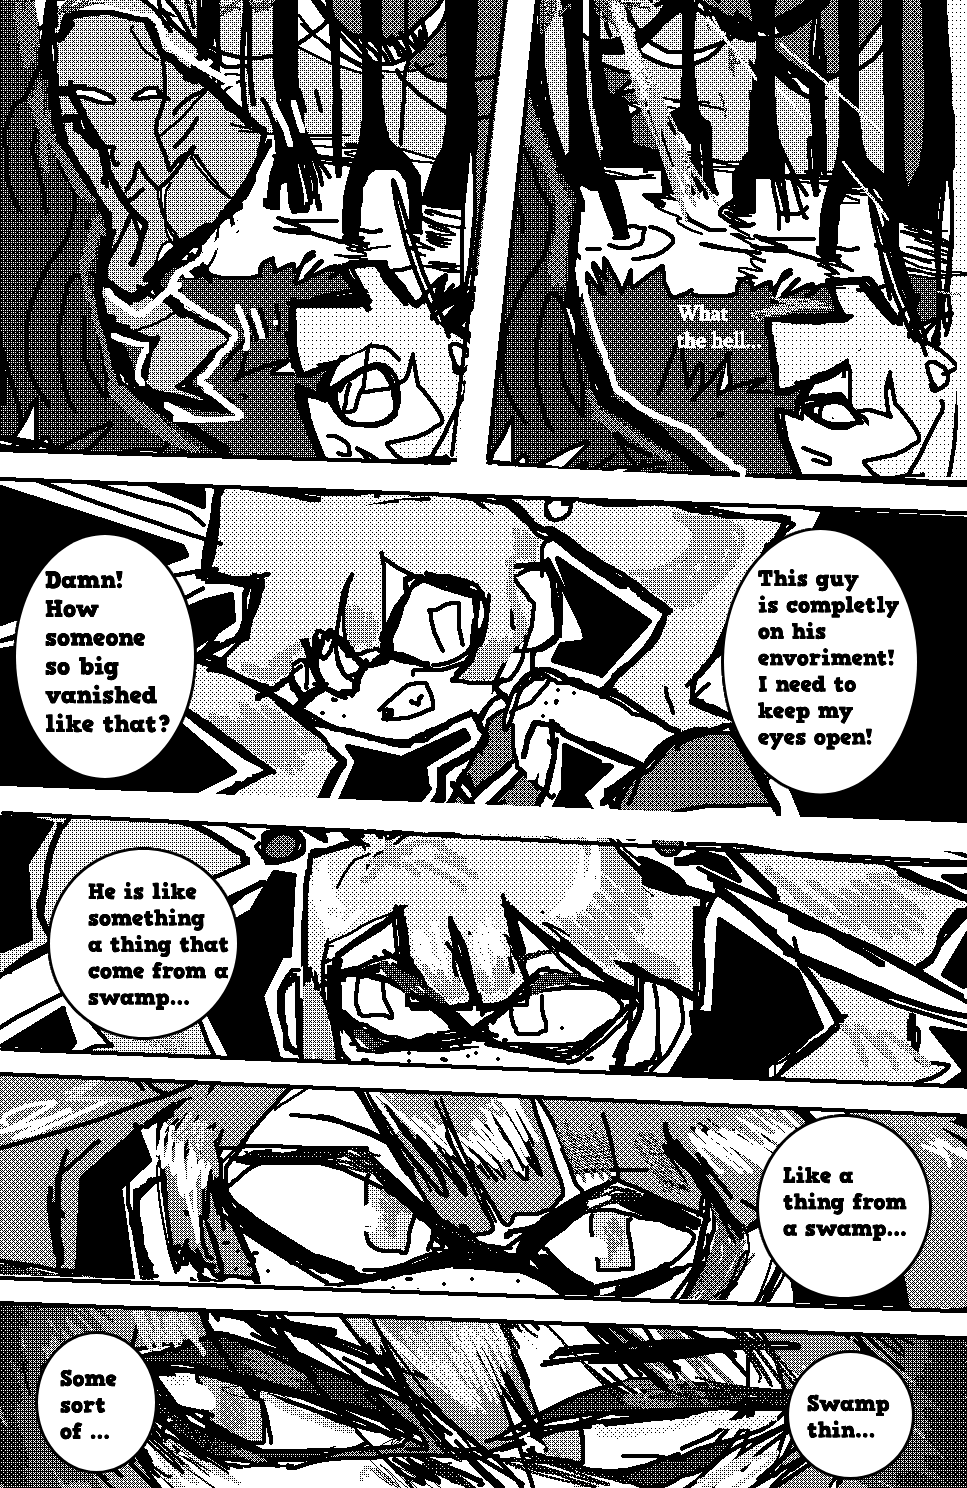 What
the hell...
Damn!
How
someone
so big
vanished
like that?
This guy
is completly
on his
envoriment!
I need to
keep my
eyes open!
He is like
something
a thing that
come from a
swamp...
Like a
thing from
a swamp...
Some
sort
of ...
Swamp
thin...